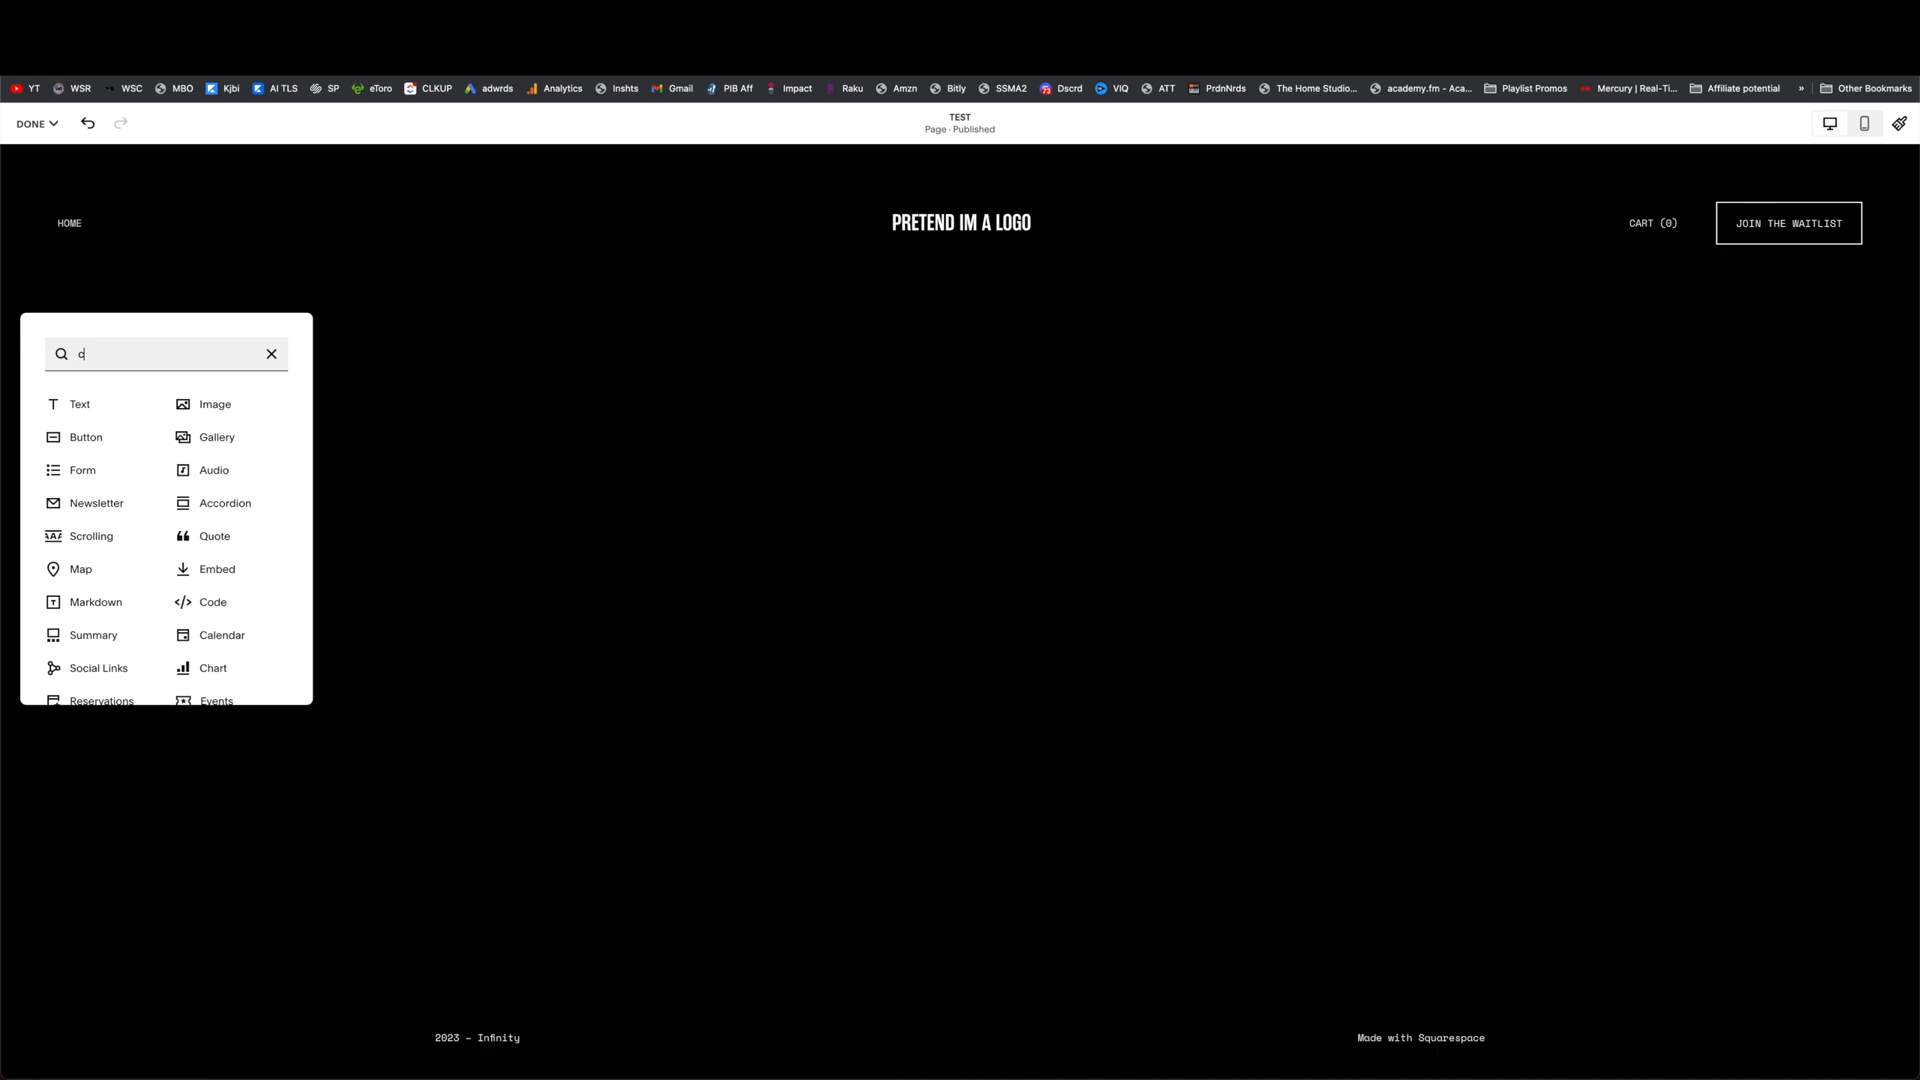 YT WSR WSC MBO Kjbi AI TLS SP eToro CLKUP adwrds Analytics Inshts Gmail PIB Aff Impact Raku Amzn Bitly SSMA2 Dscrd VIQ ATT PrdnNrds The Home Studio... academy.fm - Aca... Playlist Promos Mercury | Real-Ti... Affiliate potential » Other Bookmarks
DONE
TEST
Page · Published
HOME
PRETEND IM A LOGO
CART (0)
JOIN THE WAITLIST
c
Text Image
Button Gallery
Form Audio
Newsletter Accordion
Scrolling Quote
Map Embed
Markdown Code
Summary Calendar
Social Links Chart
Reservations Events
2023 – Infinity
Made with Squarespace